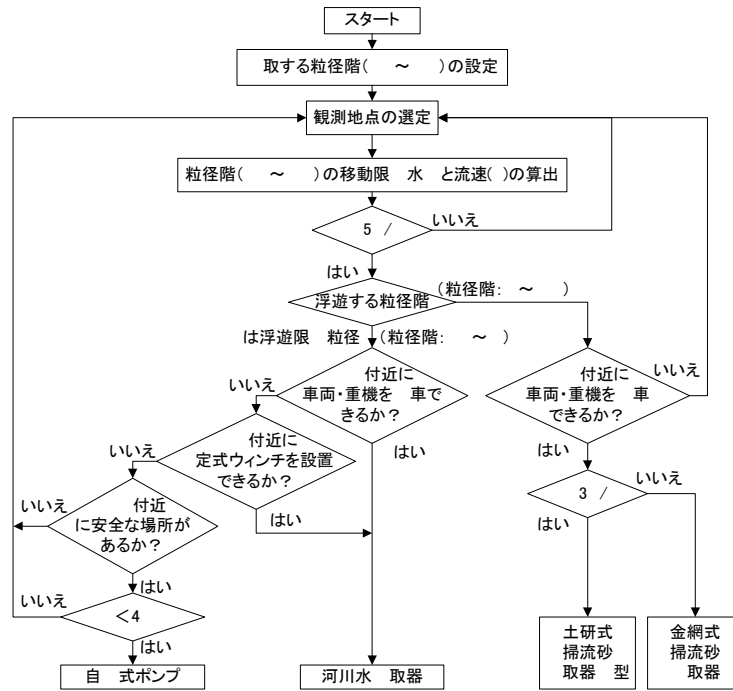 スタート
取する粒径階( ～ )の設定
観測地点の選定
粒径階( ～ )の移動限 水 と流速( )の算出
5 /
いいえ
はい
浮遊する粒径階
(粒径階: ～ )
は浮遊限 粒径 (粒径階: ～ )
付近に
車両・重機を 車で
きるか？
いいえ
はい
付近に
車両・重機を 車
できるか？
いいえ
はい
付近に
定式ウィンチを設置
できるか？
いいえ
はい
3 /
いいえ
はい
付近
に安全な場所が
あるか？
いいえ
はい
＜4
いいえ
はい
自 式ポンプ
河川水 取器
土研式
掃流砂
取器 型
金網式
掃流砂
取器